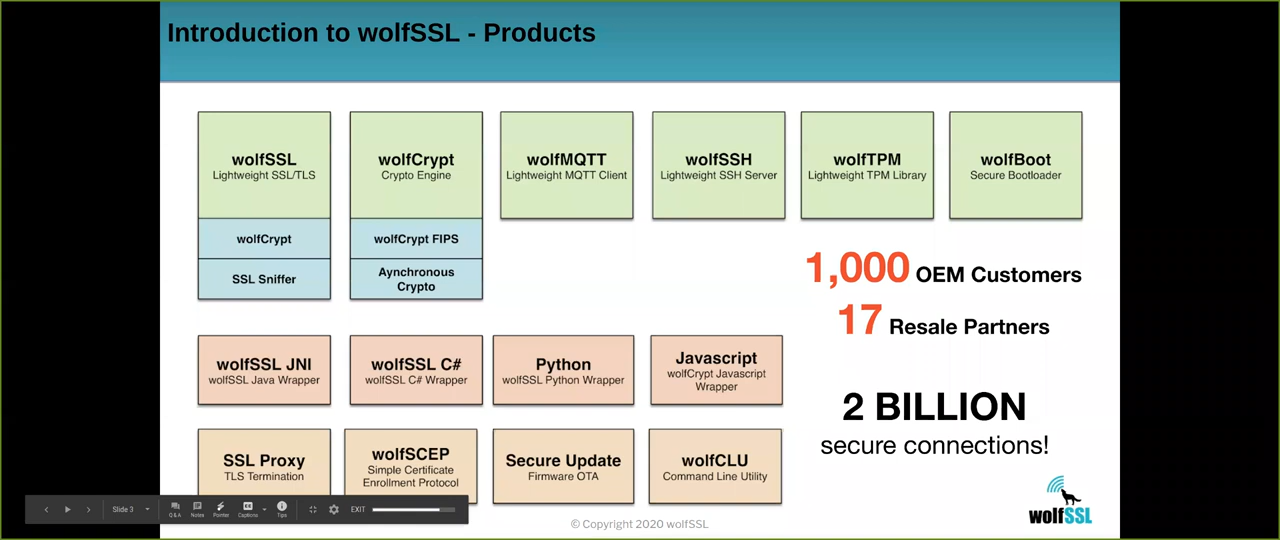 Introduction to wolfSSL - Products
wolfSSL
Lightweight SSL/TLS
wolfCrypt
SSL Sniffer
wolfCrypt
Crypto Engine
wolfCrypt FIPS
Aynchronous
Crypto
wolfMQTT
Lightweight MQTT Client
wolfSSH
Lightweight SSH Server
wolfTPM
Lightweight TPM Library
wolfBoot
Secure Bootloader
1,000 OEM Customers
17 Resale Partners
2 BILLION
secure connections!
wolfSSL JNI
wolfSSL Java Wrapper
wolfSSL C#
wolfSSL C# Wrapper
Python
wolfSSL Python Wrapper
Javascript
wolfCrypt Javascript
Wrapper
SSL Proxy
TLS Termination
wolfSCEP
Simple Certificate
Enrollment Protocol
Secure Update
Firmware OTA
wolfCLU
Command Line Utility
Slide 3
Q&A
Notes
Pointer
Captions
Tips
EXIT
© Copyright 2020 wolfSSL
wolfSSL